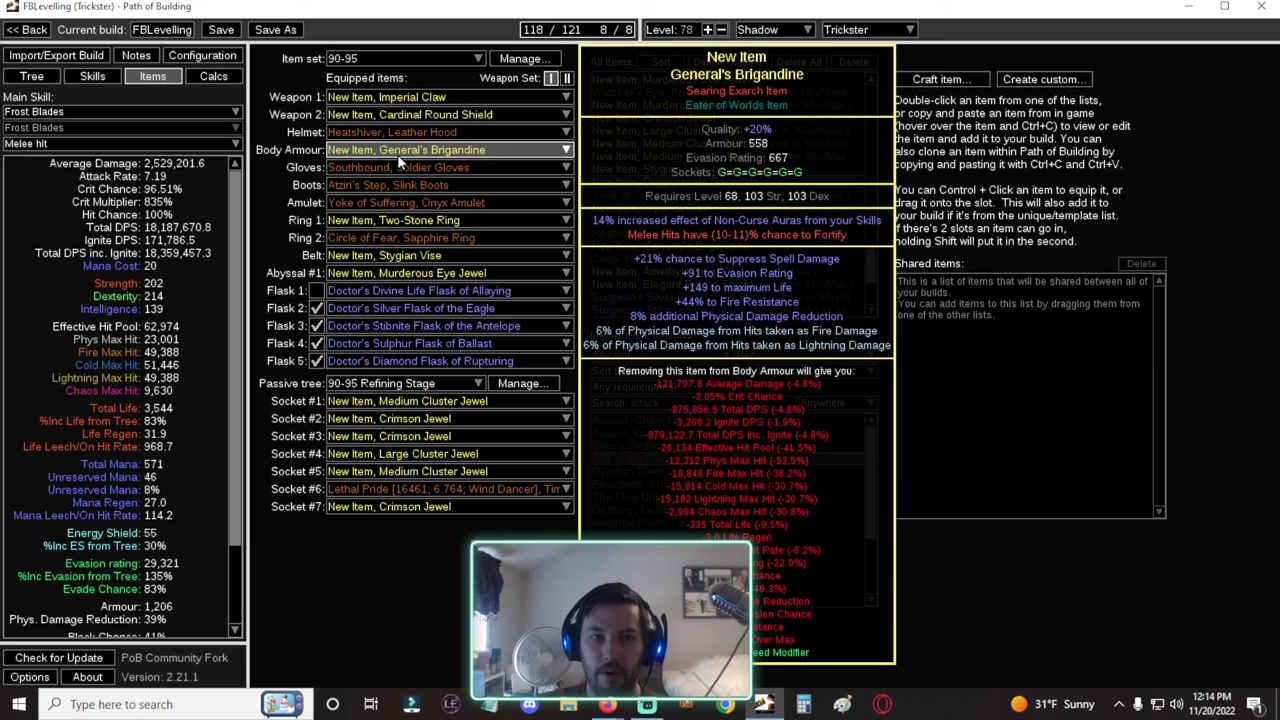 FBLevelling (Trickster) - Path of Building
<< Back
Current build:
FBLevelling
Save
Save As
118 / 121 8 / 8
Level: 78
Shadow
Trickster
Import/Export Build
Notes
Configuration
Tree
Skills
Items
Calcs
Main Skill:
Frost Blades
Frost Blades
Melee hit
Average Damage: 2,529,201.6
Attack Rate: 7.19
Crit Chance: 96.51%
Crit Multiplier: 835%
Hit Chance: 100%
Total DPS: 18,187,670.8
Ignite DPS: 171,786.5
Total DPS inc. Ignite: 18,359,457.3
Mana Cost: 20
Strength: 202
Dexterity: 214
Intelligence: 139
Effective Hit Pool: 62,974
Phys Max Hit: 23,001
Fire Max Hit: 49,388
Cold Max Hit: 51,446
Lightning Max Hit: 49,388
Chaos Max Hit: 9,630
Total Life: 3,544
%Inc Life from Tree: 83%
Life Regen: 31.9
Life Leech/On Hit Rate: 968.7
Total Mana: 571
Unreserved Mana: 46
Unreserved Mana: 8%
Mana Regen: 27.0
Mana Leech/On Hit Rate: 114.2
Energy Shield: 55
%Inc ES from Tree: 30%
Evasion rating: 29,321
%Inc Evasion from Tree: 135%
Evade Chance: 83%
Armour: 1,206
Phys. Damage Reduction: 39%
Block Chance: 41%
Check for Update
PoB Community Fork
Options
About
Version: 2.21.1
Item set:
90-95
Manage...
Equipped items:
Weapon Set:
I
II
Weapon 1: New Item, Imperial Claw
Weapon 2: New Item, Cardinal Round Shield
Helmet: Heatshiver, Leather Hood
Body Armour: New Item, General's Brigandine
Gloves: Southbound, Soldier Gloves
Boots: Atziri's Step, Slink Boots
Amulet: Yoke of Suffering, Onyx Amulet
Ring 1: New Item, Two-Stone Ring
Ring 2: Circle of Fear, Sapphire Ring
Belt: New Item, Stygian Vise
Abyssal #1: New Item, Murderous Eye Jewel
Flask 1: Doctor's Divine Life Flask of Allaying
Flask 2: Doctor's Silver Flask of the Eagle
Flask 3: Doctor's Stibnite Flask of the Antelope
Flask 4: Doctor's Sulphur Flask of Ballast
Flask 5: Doctor's Diamond Flask of Rupturing
Passive tree: 90-95 Refining Stage
Manage...
Socket #1: New Item, Medium Cluster Jewel
Socket #2: New Item, Crimson Jewel
Socket #3: New Item, Crimson Jewel
Socket #4: New Item, Large Cluster Jewel
Socket #5: New Item, Medium Cluster Jewel
Socket #6: Lethal Pride [16461; 6.764; Wind Dancer], Tim
Socket #7: New Item, Crimson Jewel
New Item
General's Brigandine
Searing Exarch Item
Eater of Worlds Item
Quality: +20%
Armour: 558
Evasion Rating: 667
Sockets: G=G=G=G=G=G
Requires Level 68, 103 Str, 103 Dex
14% increased effect of Non-Curse Auras from your Skills
Melee Hits have (10-11)% chance to Fortify
+21% chance to Suppress Spell Damage
+91 to Evasion Rating
+149 to maximum Life
+44% to Fire Resistance
8% additional Physical Damage Reduction
6% of Physical Damage from Hits taken as Fire Damage
6% of Physical Damage from Hits taken as Lightning Damage
Removing this item from Body Armour will give you:
-121,797.8 Average Damage (-4.8%)
-3.05% Crit Chance
-875,856.5 Total DPS (-4.8%)
-3,266.2 Ignite DPS (-1.9%)
-879,122.7 Total DPS inc. Ignite (-4.8%)
-26,134 Effective Hit Pool (-41.5%)
-12,312 Phys Max Hit (-53.5%)
-18,846 Fire Max Hit (-38.2%)
-15,814 Cold Max Hit (-30.7%)
-15,182 Lightning Max Hit (-30.7%)
-2,964 Chaos Max Hit (-30.8%)
-335 Total Life (-9.5%)
-3.0 Life Regen
Rate (-6.2%)
(-22.0%)
Craft item...
Create custom...
Double-click an item from one of the lists,
or copy and paste an item from in game
(hover over the item and Ctrl+C) to view or edit
the item and add it to your build. You can
also clone an item within Path of Building by
copying and pasting it with Ctrl+C and Ctrl+V.
You can Control + Click an item to equip it, or
drag it onto the slot. This will also add it to
your build if it's from the unique/template list.
If there's 2 slots an item can go in,
holding Shift will put it in the second.
Shared items:
Delete
This is a list of items that will be shared between all of
your builds.
You can add items to this list by dragging them from
one of the other lists.
Type here to search
31°F Sunny
12:14 PM
11/20/2022